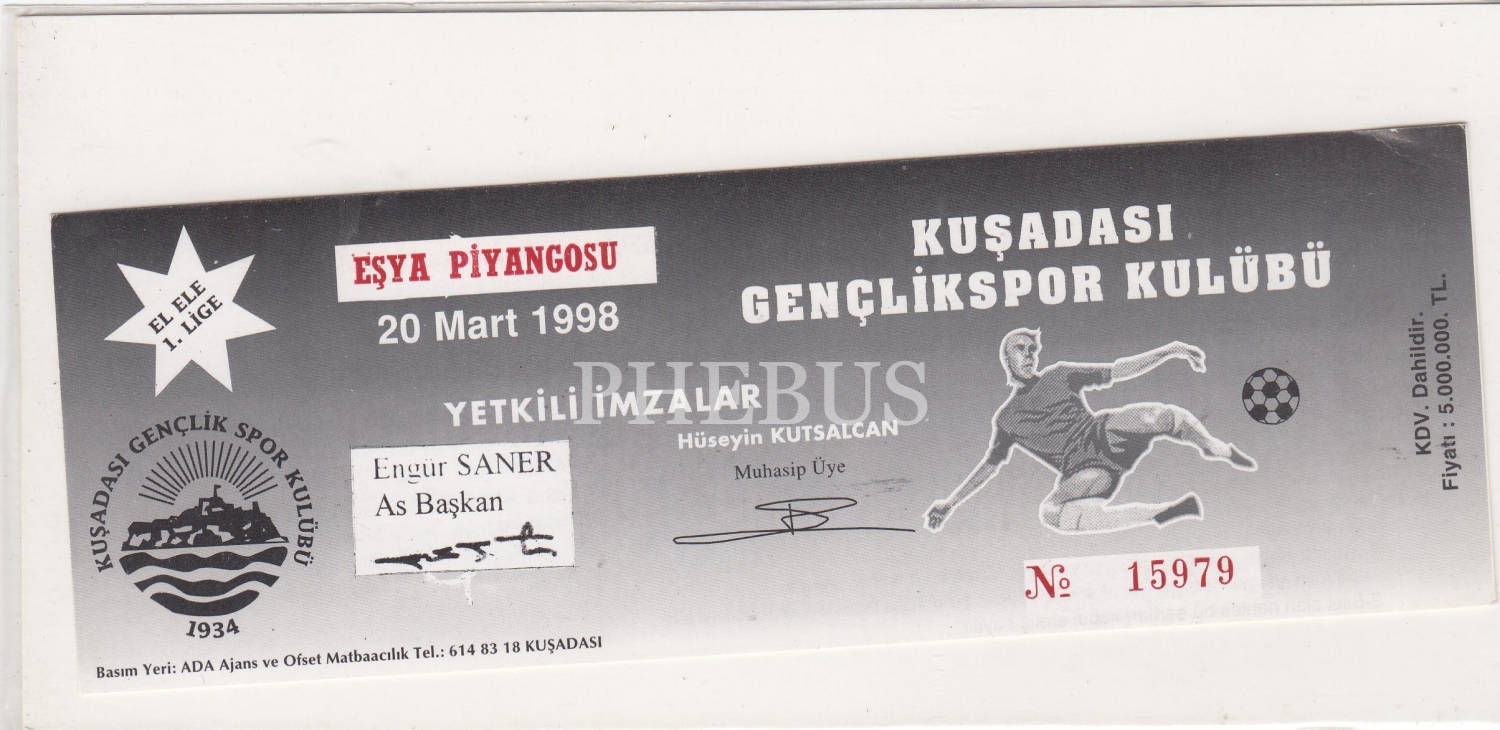 EL ELE
1. LİGE
EŞYA PİYANGOSU
20 Mart 1998
KUŞADASI
GENÇLİKSPOR KULÜBÜ
YETKİLİ İMZALAR
Engür SANER
As Başkan
Hüseyin KUTSALCAN
Muhasip Üye
PHEBUS
KUŞADASI GENÇLİK SPOR KULÜBÜ
1934
№ 15979
KDV. Dahildir.
Fiyatı : 5.000.000. TL.
Basım Yeri: ADA Ajans ve Ofset Matbaacılık Tel.: 614 83 18 KUŞADASI